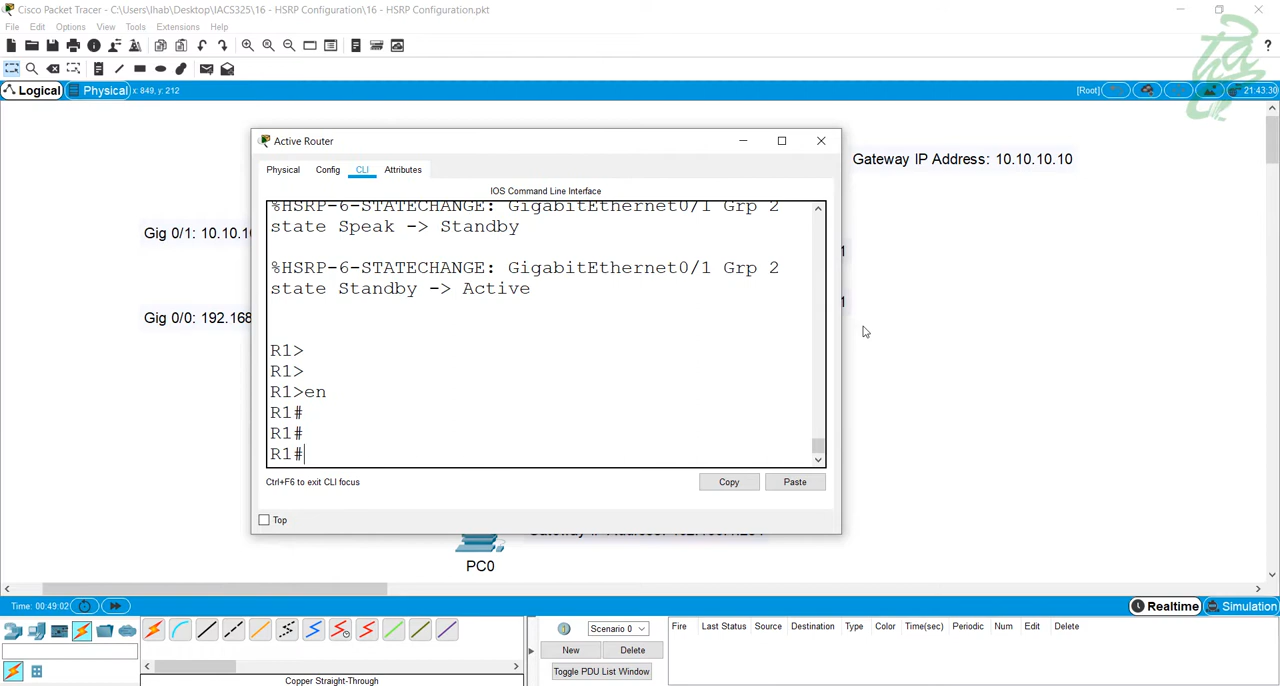 Cisco Packet Tracer - C:\Users\Ihab\Desktop\IACS325\16 - HSRP Configuration\16 - HSRP Configuration.pkt
File Edit Options View Tools Extensions Help
Logical Physical x: 849, y: 212
[Root] 21:43:30
Active Router
Gateway IP Address: 10.10.10.10
Physical Config CLI Attributes
IOS Command Line Interface
%HSRP-6-STATECHANGE: GigabitEthernet0/1 Grp 2
state Speak -> Standby
Gig 0/1: 10.10.10
%HSRP-6-STATECHANGE: GigabitEthernet0/1 Grp 2
state Standby -> Active
Gig 0/0: 192.168
R1>
R1>
R1>en
R1#
R1#
R1#
Ctrl+F6 to exit CLI focus
Copy Paste
Top
PC0
Time: 00:49:02
Realtime Simulation
Scenario 0
Fire Last Status Source Destination Type Color Time(sec) Periodic Num Edit Delete
New Delete
Toggle PDU List Window
Copper Straight-Through